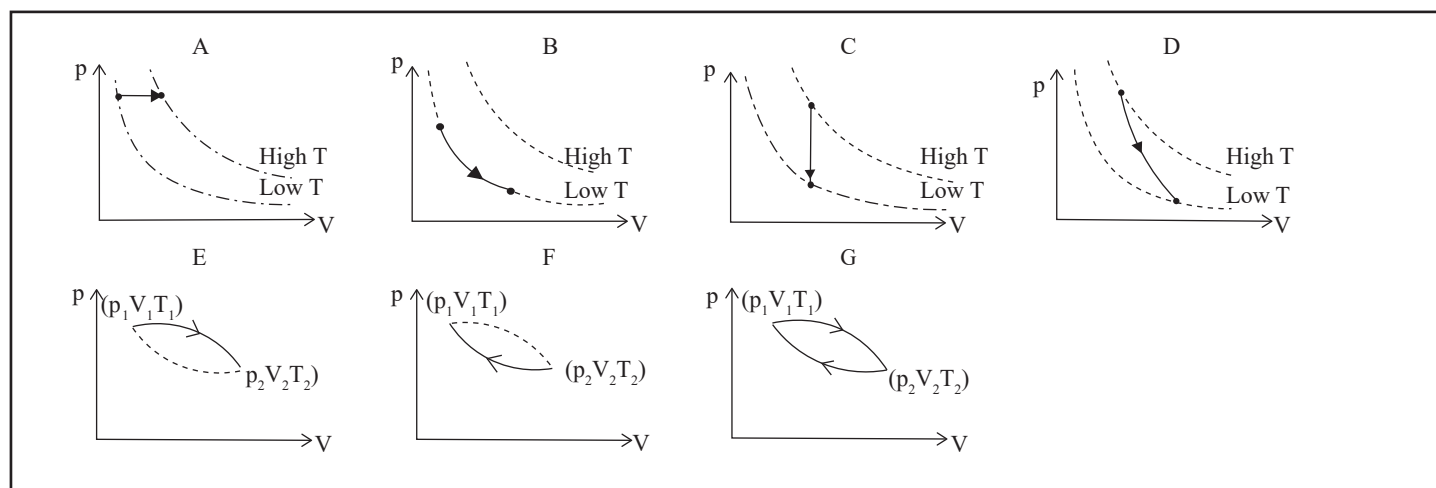 A B C D
p p p p
High T High T High T High T
Low T Low T Low T Low T
V V V V
E F G
p p p
(p₁V₁T₁) (p₁V₁T₁) (p₁V₁T₁)
p₂V₂T₂) (p₂V₂T₂) (p₂V₂T₂)
V V V